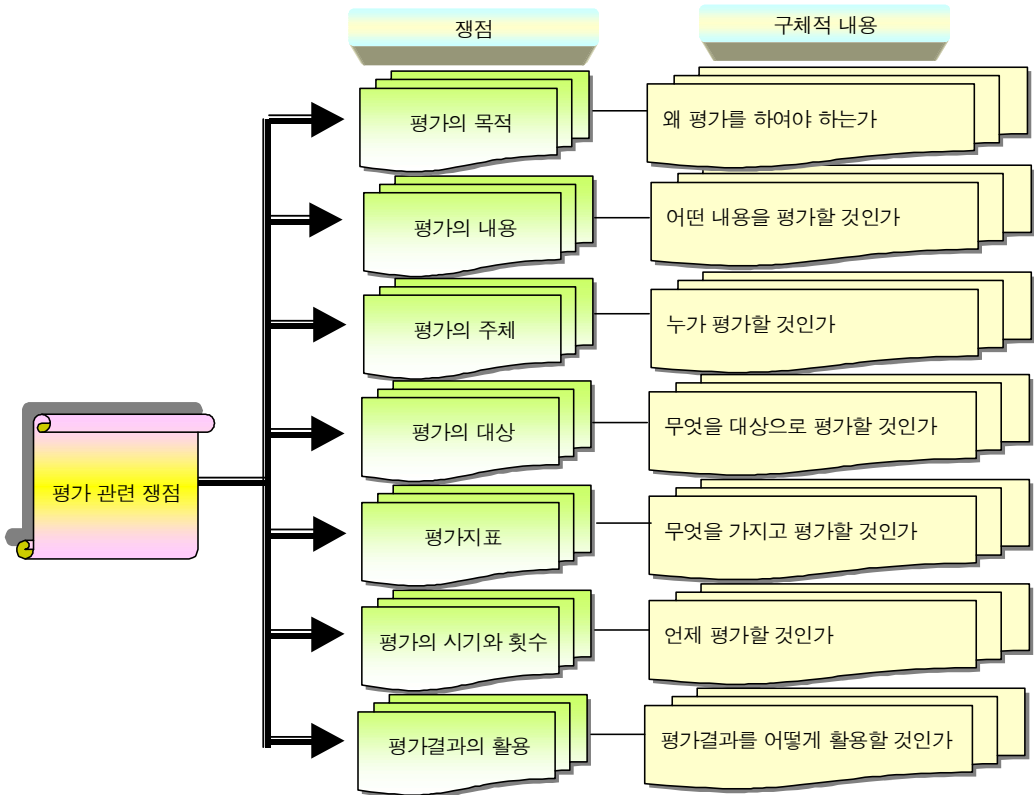 쟁점
구체적 내용
평가 관련 쟁점
평가의 목적
왜 평가를 하여야 하는가
평가의 내용
어떤 내용을 평가할 것인가
평가의 주체
누가 평가할 것인가
평가의 대상
무엇을 대상으로 평가할 것인가
평가지표
무엇을 가지고 평가할 것인가
평가의 시기와 횟수
언제 평가할 것인가
평가결과의 활용
평가결과를 어떻게 활용할 것인가